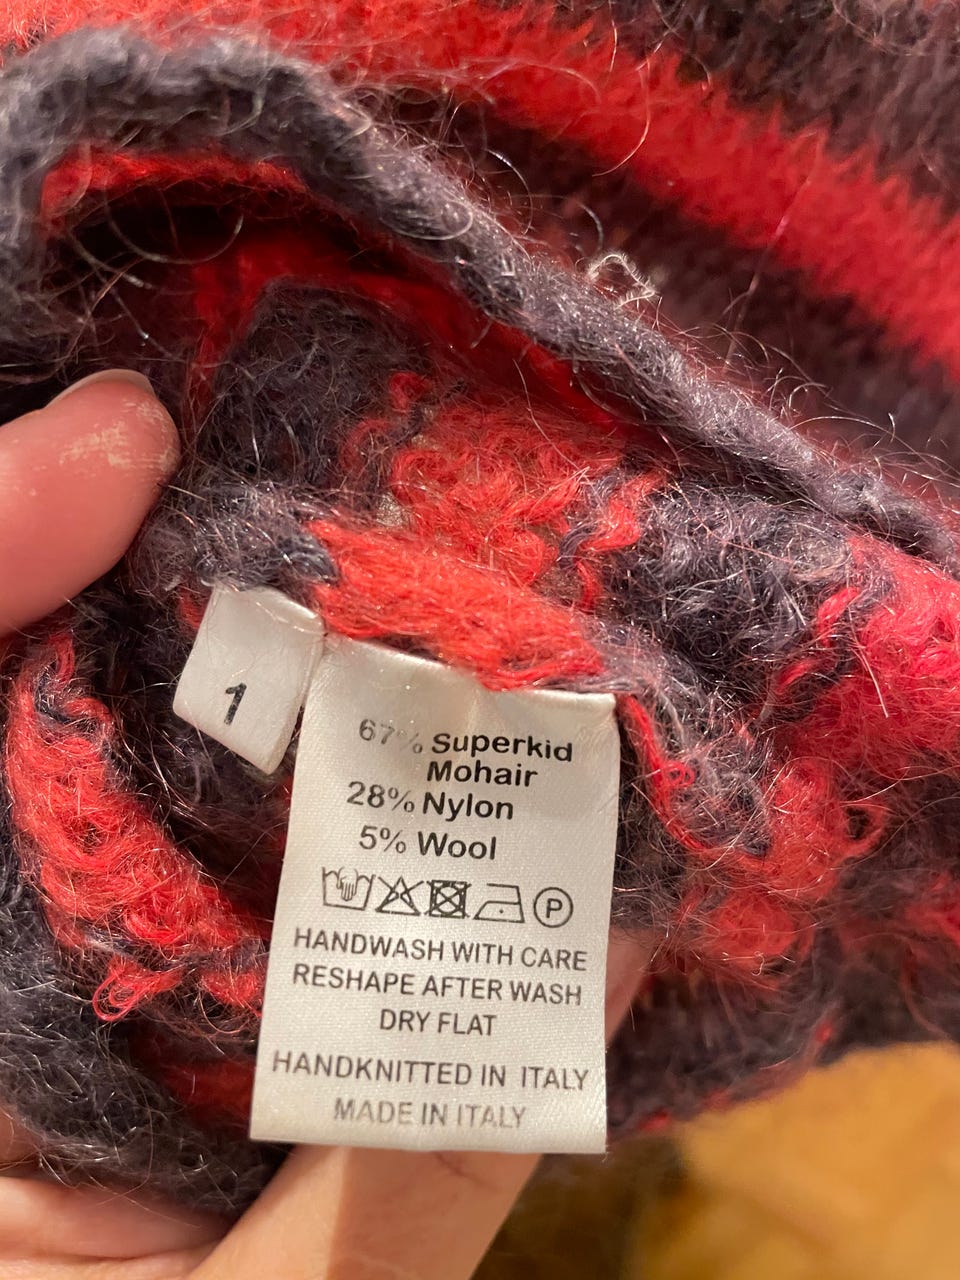 1
67% Superkid
Mohair
28% Nylon
5% Wool
P
HANDWASH WITH CARE
RESHAPE AFTER WASH
DRY FLAT
HANDKNITTED IN ITALY
MADE IN ITALY